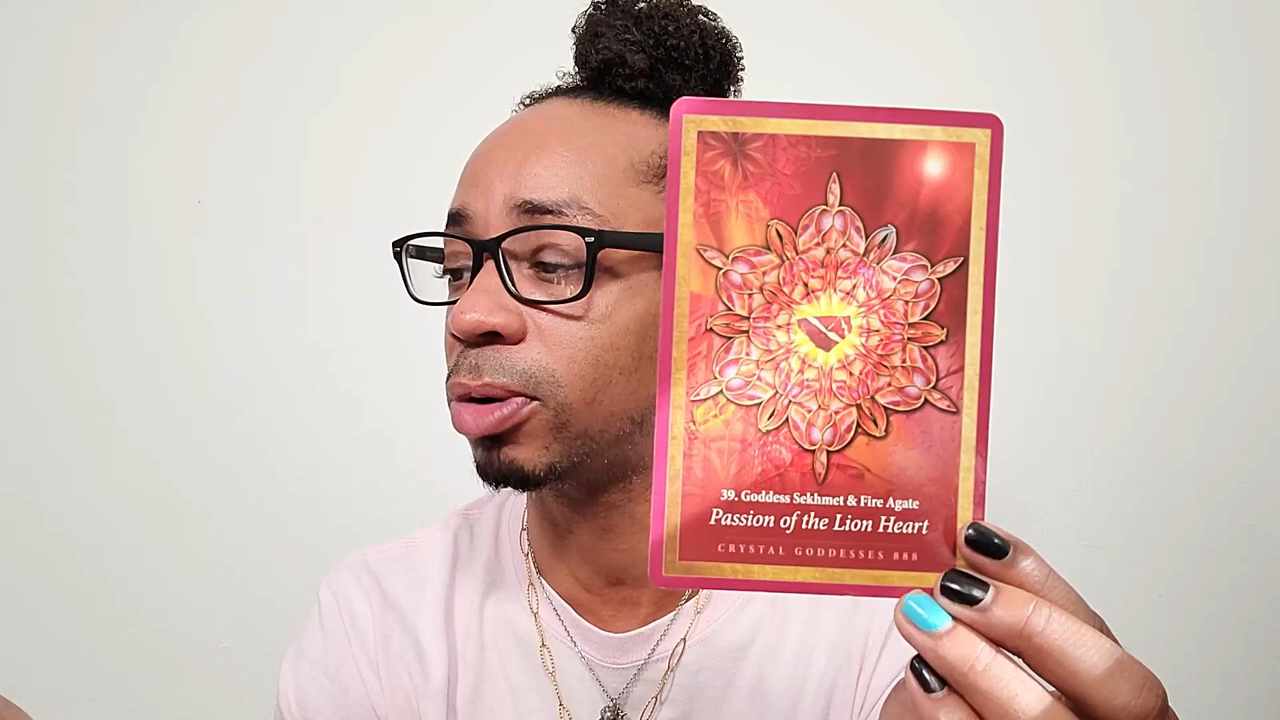 39. Goddess Sekhmet & Fire Agate
Passion of the Lion Heart
CRYSTAL GODDESSES 888